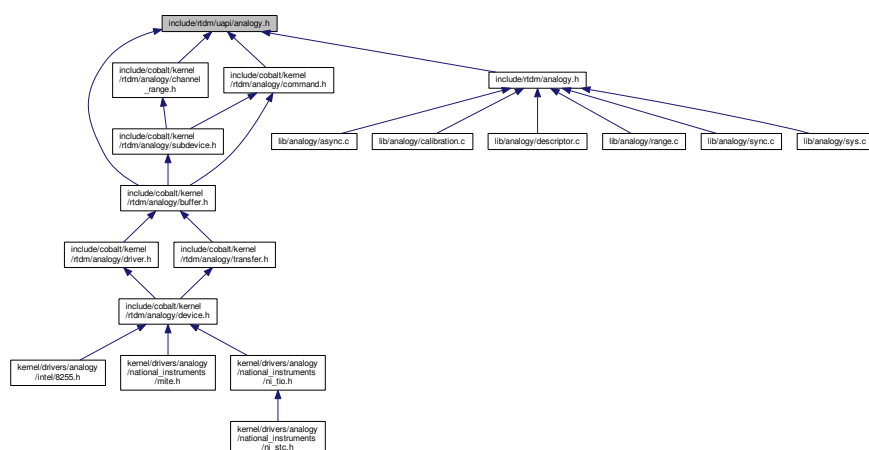 include/rtdm/uapi/analogy.h
include/cobalt/kernel
/rtdm/analogy/channel
_range.h
include/cobalt/kernel
/rtdm/analogy/command.h
include/rtdm/analogy.h
include/cobalt/kernel
/rtdm/analogy/subdevice.h
lib/analogy/async.c
lib/analogy/calibration.c
lib/analogy/descriptor.c
lib/analogy/range.c
lib/analogy/sync.c
lib/analogy/sys.c
include/cobalt/kernel
/rtdm/analogy/buffer.h
include/cobalt/kernel
/rtdm/analogy/driver.h
include/cobalt/kernel
/rtdm/analogy/transfer.h
include/cobalt/kernel
/rtdm/analogy/device.h
kernel/drivers/analogy
/intel/8255.h
kernel/drivers/analogy
/national_instruments
/mite.h
kernel/drivers/analogy
/national_instruments
/ni_tio.h
kernel/drivers/analogy
/national_instruments
/ni_stc.h